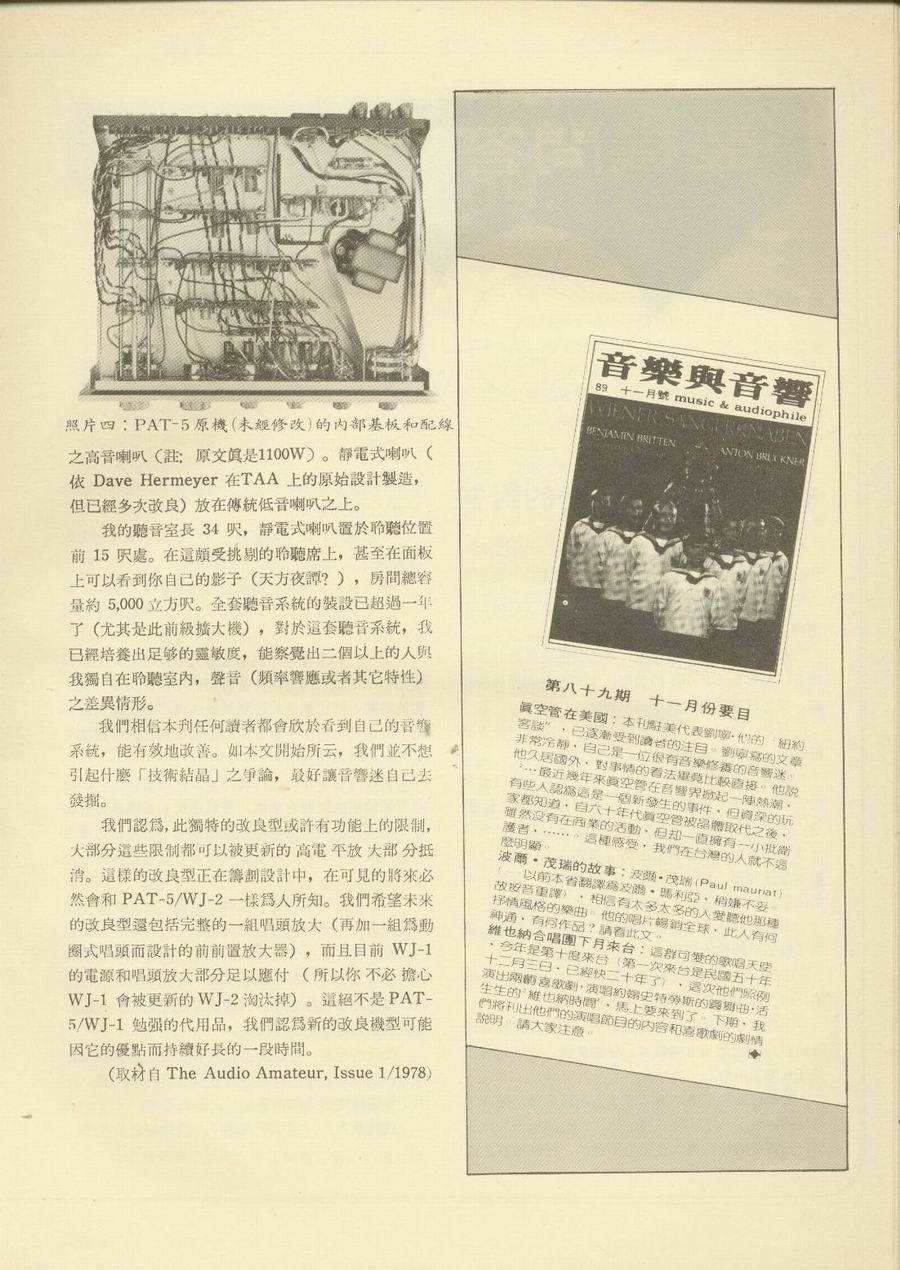 照片四：PAT-5原機(未經修改)的內部基板和配線
之高音喇叭（註: 原文眞是1100W）。靜電式喇叭（
依 Dave Hermeyer 在TAA 上的原始設計製造，
但已經多次改良）放在傳統低音喇叭之上。
我的聽音室長 34 呎，靜電式喇叭置於聆聽位置
前 15 呎處。在這頗受挑剔的聆聽席上，甚至在面板
上可以看到你自己的影子（天方夜譚？），房間總容
量約 5,000 立方呎。全套聽音系統的裝設已超過一年
了（尤其是此前級擴大機），對於這套聽音系統，我
已經培養出足够的靈敏度，能察覺出二個以上的人與
我獨自在聆聽室內，聲音（頻率響應或者其它特性）
之差異情形。
我們相信本刋任何讀者都會欣於看到自己的音響
系統，能有效地改善。如本文開始所云，我們並不想
引起什麼「技術結晶」之爭論，最好讓音響迷自己去
發掘。
我們認爲,此獨特的改良型或許有功能上的限制，
大部分這些限制都可以被更新的 高電 平放 大部 分抵
消。這樣的改良型正在籌劃設計中，在可見的將來必
然會和 PAT-5/WJ-2 一樣爲人所知。我們希望未來
的改良型還包括完整的一組唱頭放大（再加一組爲動
圈式唱頭而設計的前前置放大器），而且目前 WJ-1
的電源和唱頭放大部分足以應付（所以你 不必 擔心
WJ-1 會被更新的 WJ-2 淘汰掉）。這絕不是 PAT-
5/WJ-1 勉强的代用品，我們認爲新的改良機型可能
因它的優點而持續好長的一段時間。
(取材自 The Audio Amateur, Issue 1/1978)
音樂與音響
89 十一月號 music & audiophile
WIENER SÄNGERKNABEN
BENJAMIN BRITTEN
ANTON BRUCKNER
第八十九期 十一月份要目
眞空管在美國：本刊駐美代表劉寧，他的“紐約
客談”，已逐漸受到讀者的注目。劉寧寫的文章
非常冷靜，自己是一位很有音樂修養的音響迷。
他久居國外，對事情的看法畢竟比較直接。他說
：…最近幾年來眞空管在音響界掀起一陣熱潮，
有些人認爲這是一個新發生的事件，但資深的玩
家都知道，自六十年代眞空管被晶體取代之後，
雖然沒有在商業的活動，但却一直擁有一小批衛
護者，……。這種感受，我們在台灣的人就不這
麼明顯。
波爾・茂瑞的故事：波爾・茂瑞(Paul mauriat)
（——以前本省翻譯爲波爾・瑪利亞，稍嫌不妥。
故按音重譯），相信有太多太多的人愛聽他那種
抒情風格的樂曲。他的唱片暢銷全球，此人有何
神通，有何作品？請看此文。
維也納合唱團下月來台：這群可愛的歌唱天使
，今年是第十度來台（第一次來台是民國五十年
十二月三日，已經快二十年了），這次他們照例
演出兩齣喜歌劇，演唱約翰史特勞斯的圓舞曲，活
生生的“維也納時間”，馬上要來到了。下期，我
們將刊出他們的演唱節目的內容和喜歌劇的劇情
說明。請大家注意。